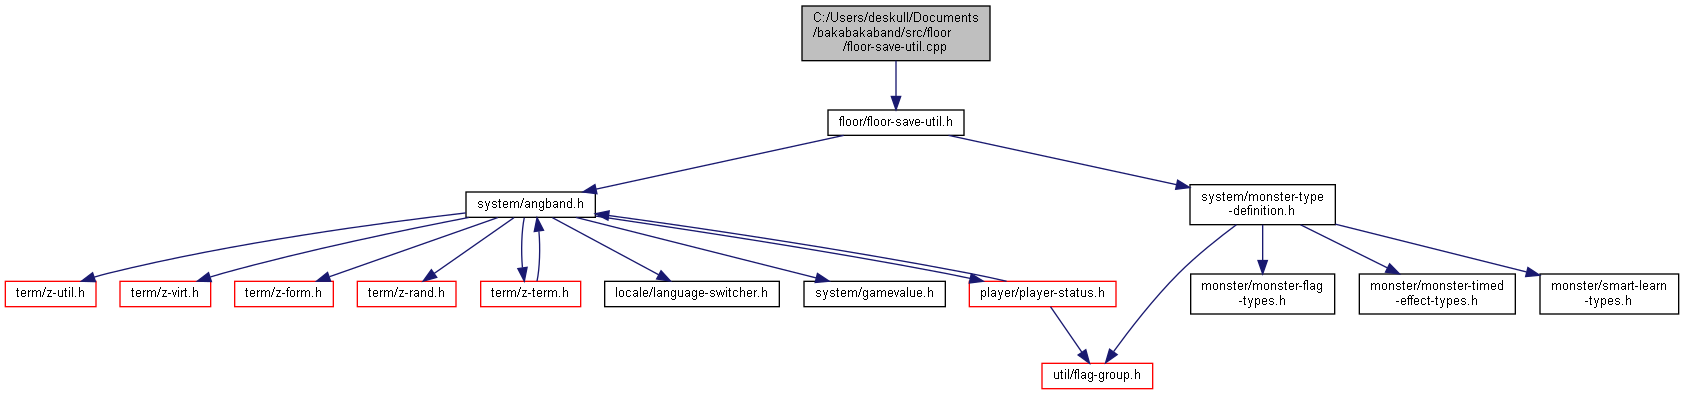 C:/Users/deskull/Documents
/bakabakaband/src/floor
/floor-save-util.cpp
floor/floor-save-util.h
system/angband.h
system/monster-type
-definition.h
term/z-util.h
term/z-virt.h
term/z-form.h
term/z-rand.h
term/z-term.h
locale/language-switcher.h
system/gamevalue.h
player/player-status.h
monster/monster-flag
-types.h
monster/monster-timed
-effect-types.h
monster/smart-learn
-types.h
util/flag-group.h